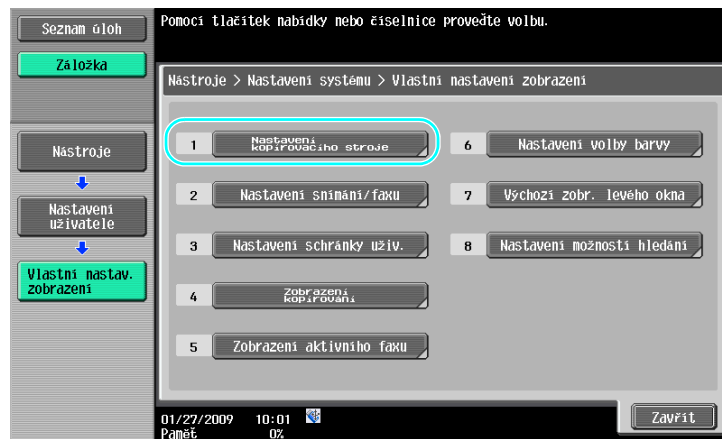 Seznam úloh
Záložka
Pomocí tlačítek nabídky nebo číselnice proveďte volbu.
Nástroje > Nastavení systému > Vlastní nastavení zobrazení
Nástroje
Nastavení
uživatele
Vlastní nastav.
zobrazení
1 Nastavení
kopírovacího stroje
2 Nastavení snímání/faxu
3 Nastavení schránky uživ.
4 Zobrazení
kopírování
5 Zobrazení aktivního faxu
6 Nastavení volby barvy
7 Výchozí zobr. levého okna
8 Nastavení možností hledání
01/27/2009 10:01
Paměť 0%
Zavřít